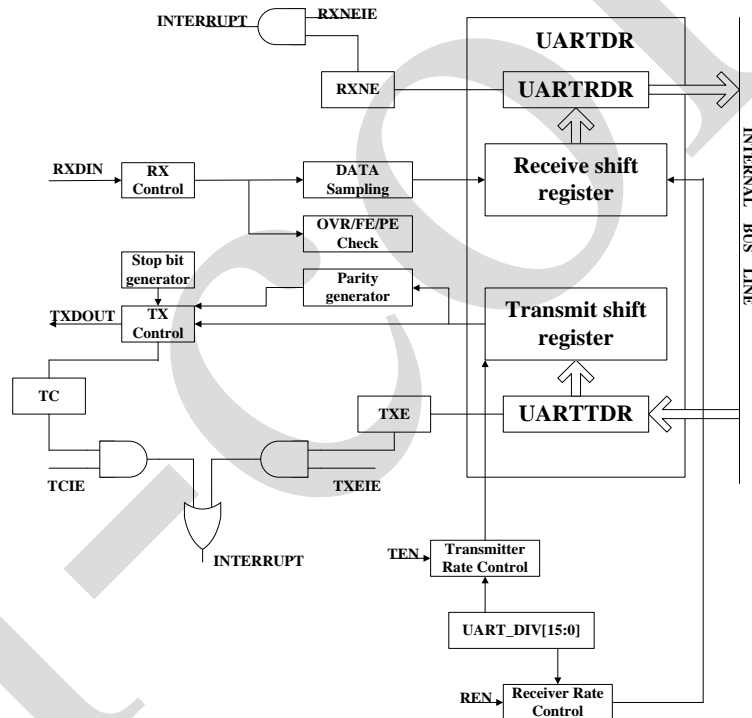 INTERRUPT
RXNEIE
UARTDR
RXNE
UARTRDR
RXDIN
RX
Control
DATA
Sampling
Receive shift
register
OVR/FE/PE
Check
INTERNAL BUS LINE
Stop bit
generator
Parity
generator
TXDOUT
TX
Control
Transmit shift
register
TC
TXE
UARTTDR
TCIE
TXEIE
INTERRUPT
TEN
Transmitter
Rate Control
UART_DIV[15:0]
REN
Receiver Rate
Control